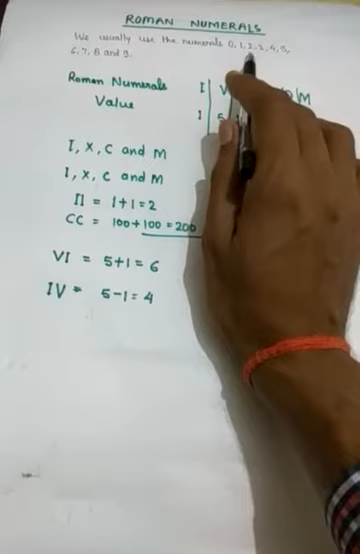 ROMAN NUMERALS
We usually use the numerals 0, 1, 2, 3, 4, 5,
6, 7, 8 and 9.
Roman Numerals I | V | M
Value 1 | 5
I, X, C and M
I, X, C and M
II = 1+1=2
CC = 100+100=200
VI = 5+1=6
IV = 5-1=4